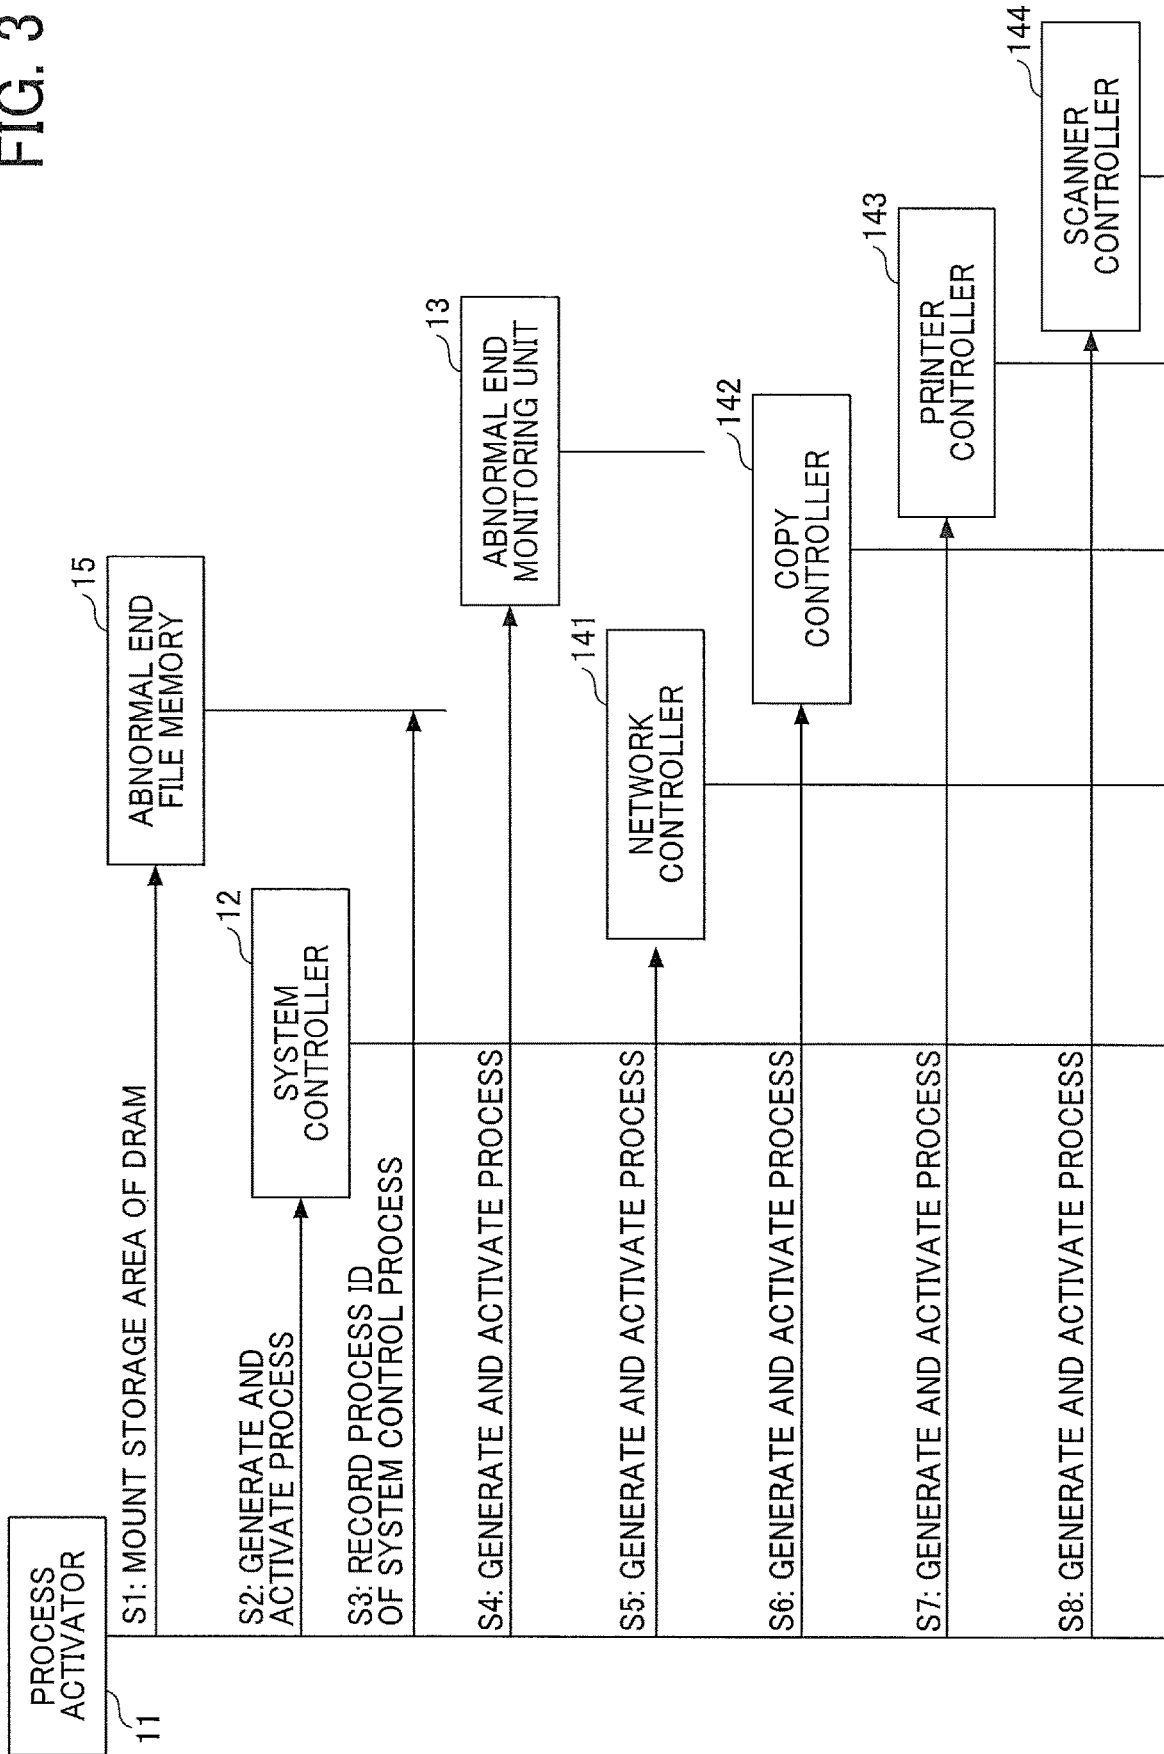 FIG. 3
PROCESS
ACTIVATOR
11
S1: MOUNT STORAGE AREA OF DRAM
ABNORMAL END
FILE MEMORY
15
S2: GENERATE AND
ACTIVATE PROCESS
SYSTEM
CONTROLLER
12
S3: RECORD PROCESS ID
OF SYSTEM CONTROL PROCESS
S4: GENERATE AND ACTIVATE PROCESS
ABNORMAL END
MONITORING UNIT
13
S5: GENERATE AND ACTIVATE PROCESS
NETWORK
CONTROLLER
141
S6: GENERATE AND ACTIVATE PROCESS
COPY
CONTROLLER
142
S7: GENERATE AND ACTIVATE PROCESS
PRINTER
CONTROLLER
143
S8: GENERATE AND ACTIVATE PROCESS
SCANNER
CONTROLLER
144